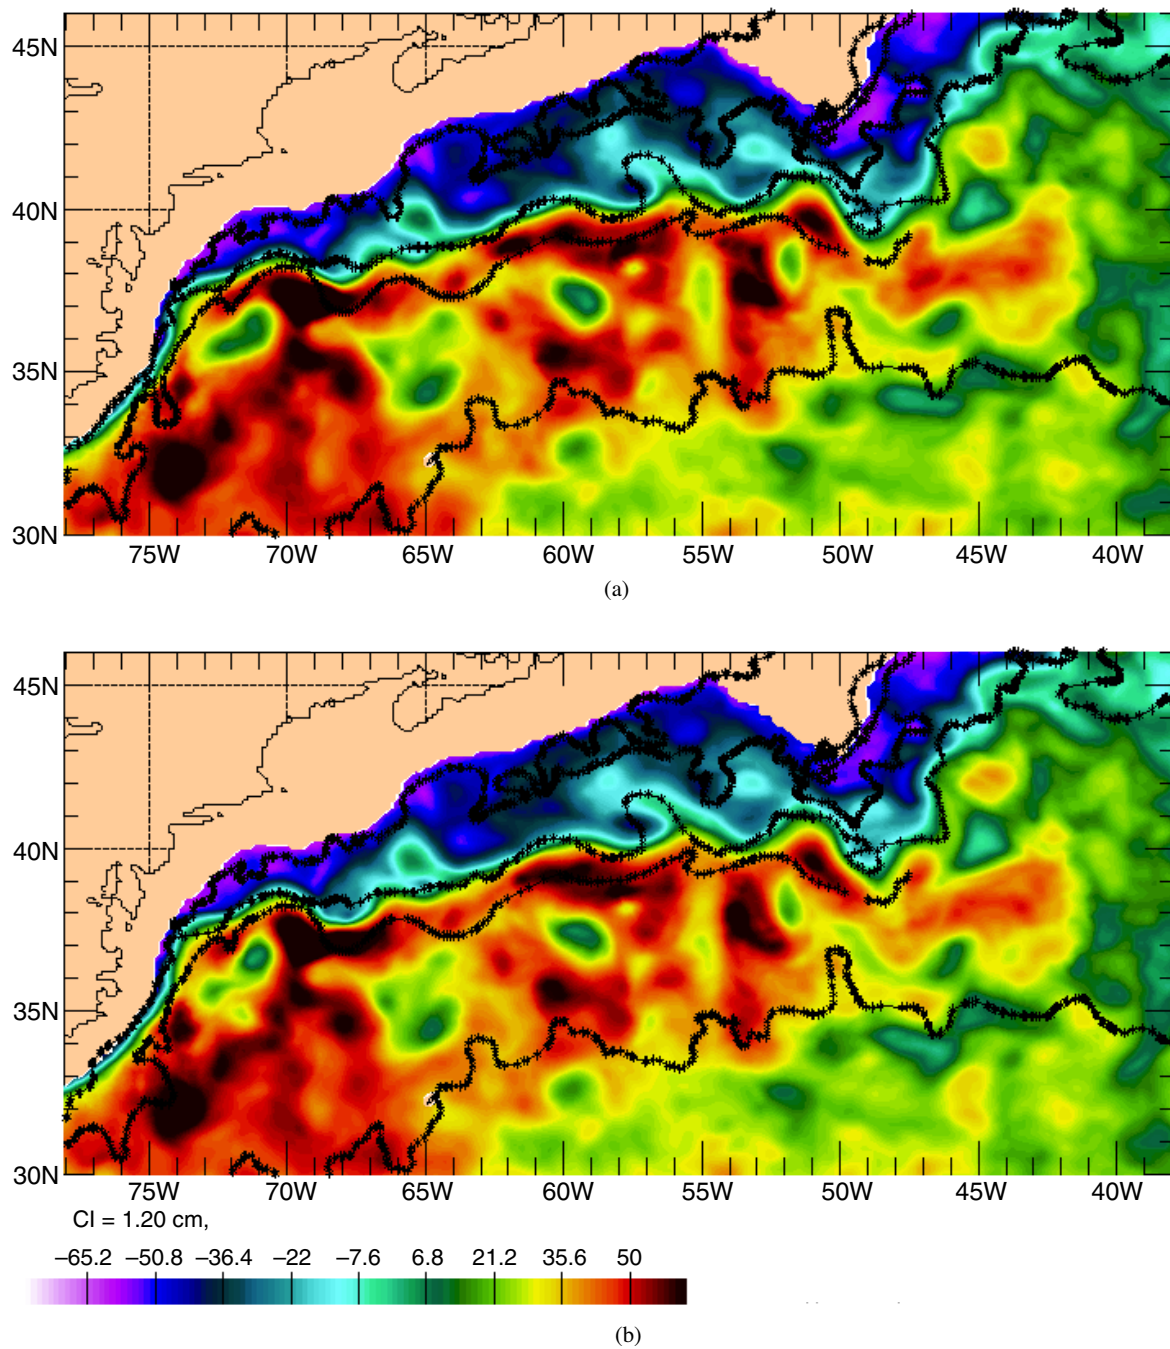 45N
40N
35N
30N
75W 70W 65W 60W 55W 50W 45W 40W
(a)
45N
40N
35N
30N
75W 70W 65W 60W 55W 50W 45W 40W
CI = 1.20 cm,
–65.2 –50.8 –36.4 –22 –7.6 6.8 21.2 35.6 50
(b)